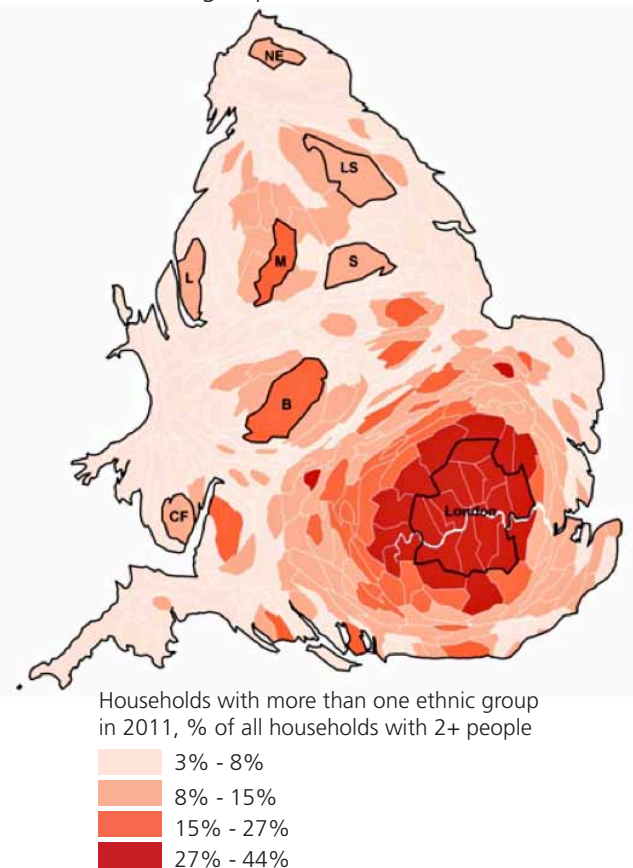 NE
LS
L
M
S
B
CF
London
Households with more than one ethnic group
in 2011, % of all households with 2+ people
3% - 8%
8% - 15%
15% - 27%
27% - 44%